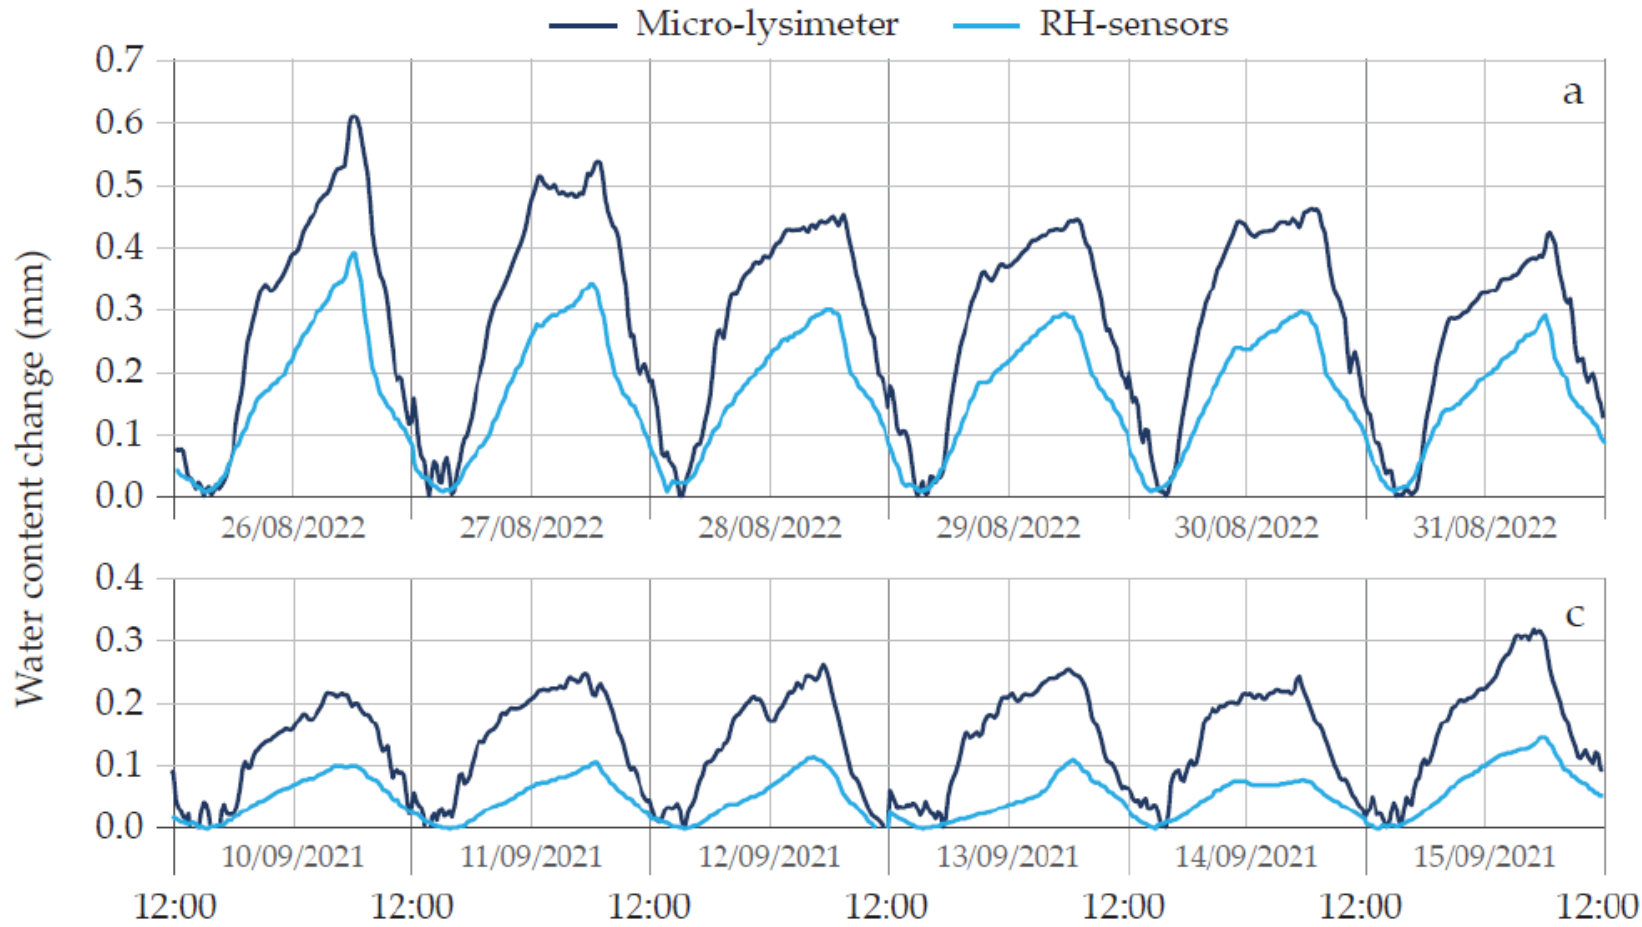 Micro-lysimeter RH-sensors
0.7
a
0.6
0.5
0.4
0.3
0.2
0.1
0.0
26/08/2022 27/08/2022 28/08/2022 29/08/2022 30/08/2022 31/08/2022
Water content change (mm)
0.4
c
0.3
0.2
0.1
0.0
10/09/2021 11/09/2021 12/09/2021 13/09/2021 14/09/2021 15/09/2021
12:00 12:00 12:00 12:00 12:00 12:00 12:00